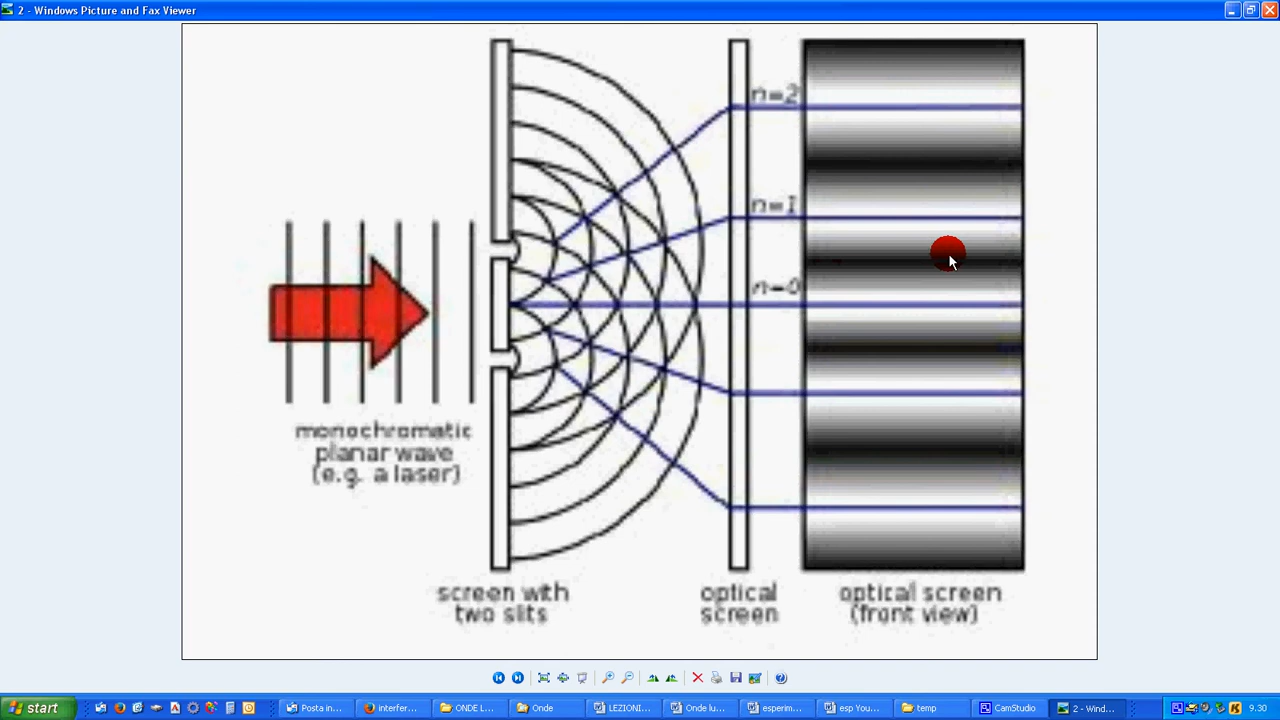 2 - Windows Picture and Fax Viewer
n=2
n=1
n=0
monochromatic
planar wave
(e.g. a laser)
screen with
two slits
optical
screen
optical screen
(front view)
start
Posta in...
interfer...
ONDE L...
Onde
LEZIONI...
Onde lu...
esperim...
esp You...
temp
CamStudio
2 - Wind...
9.30